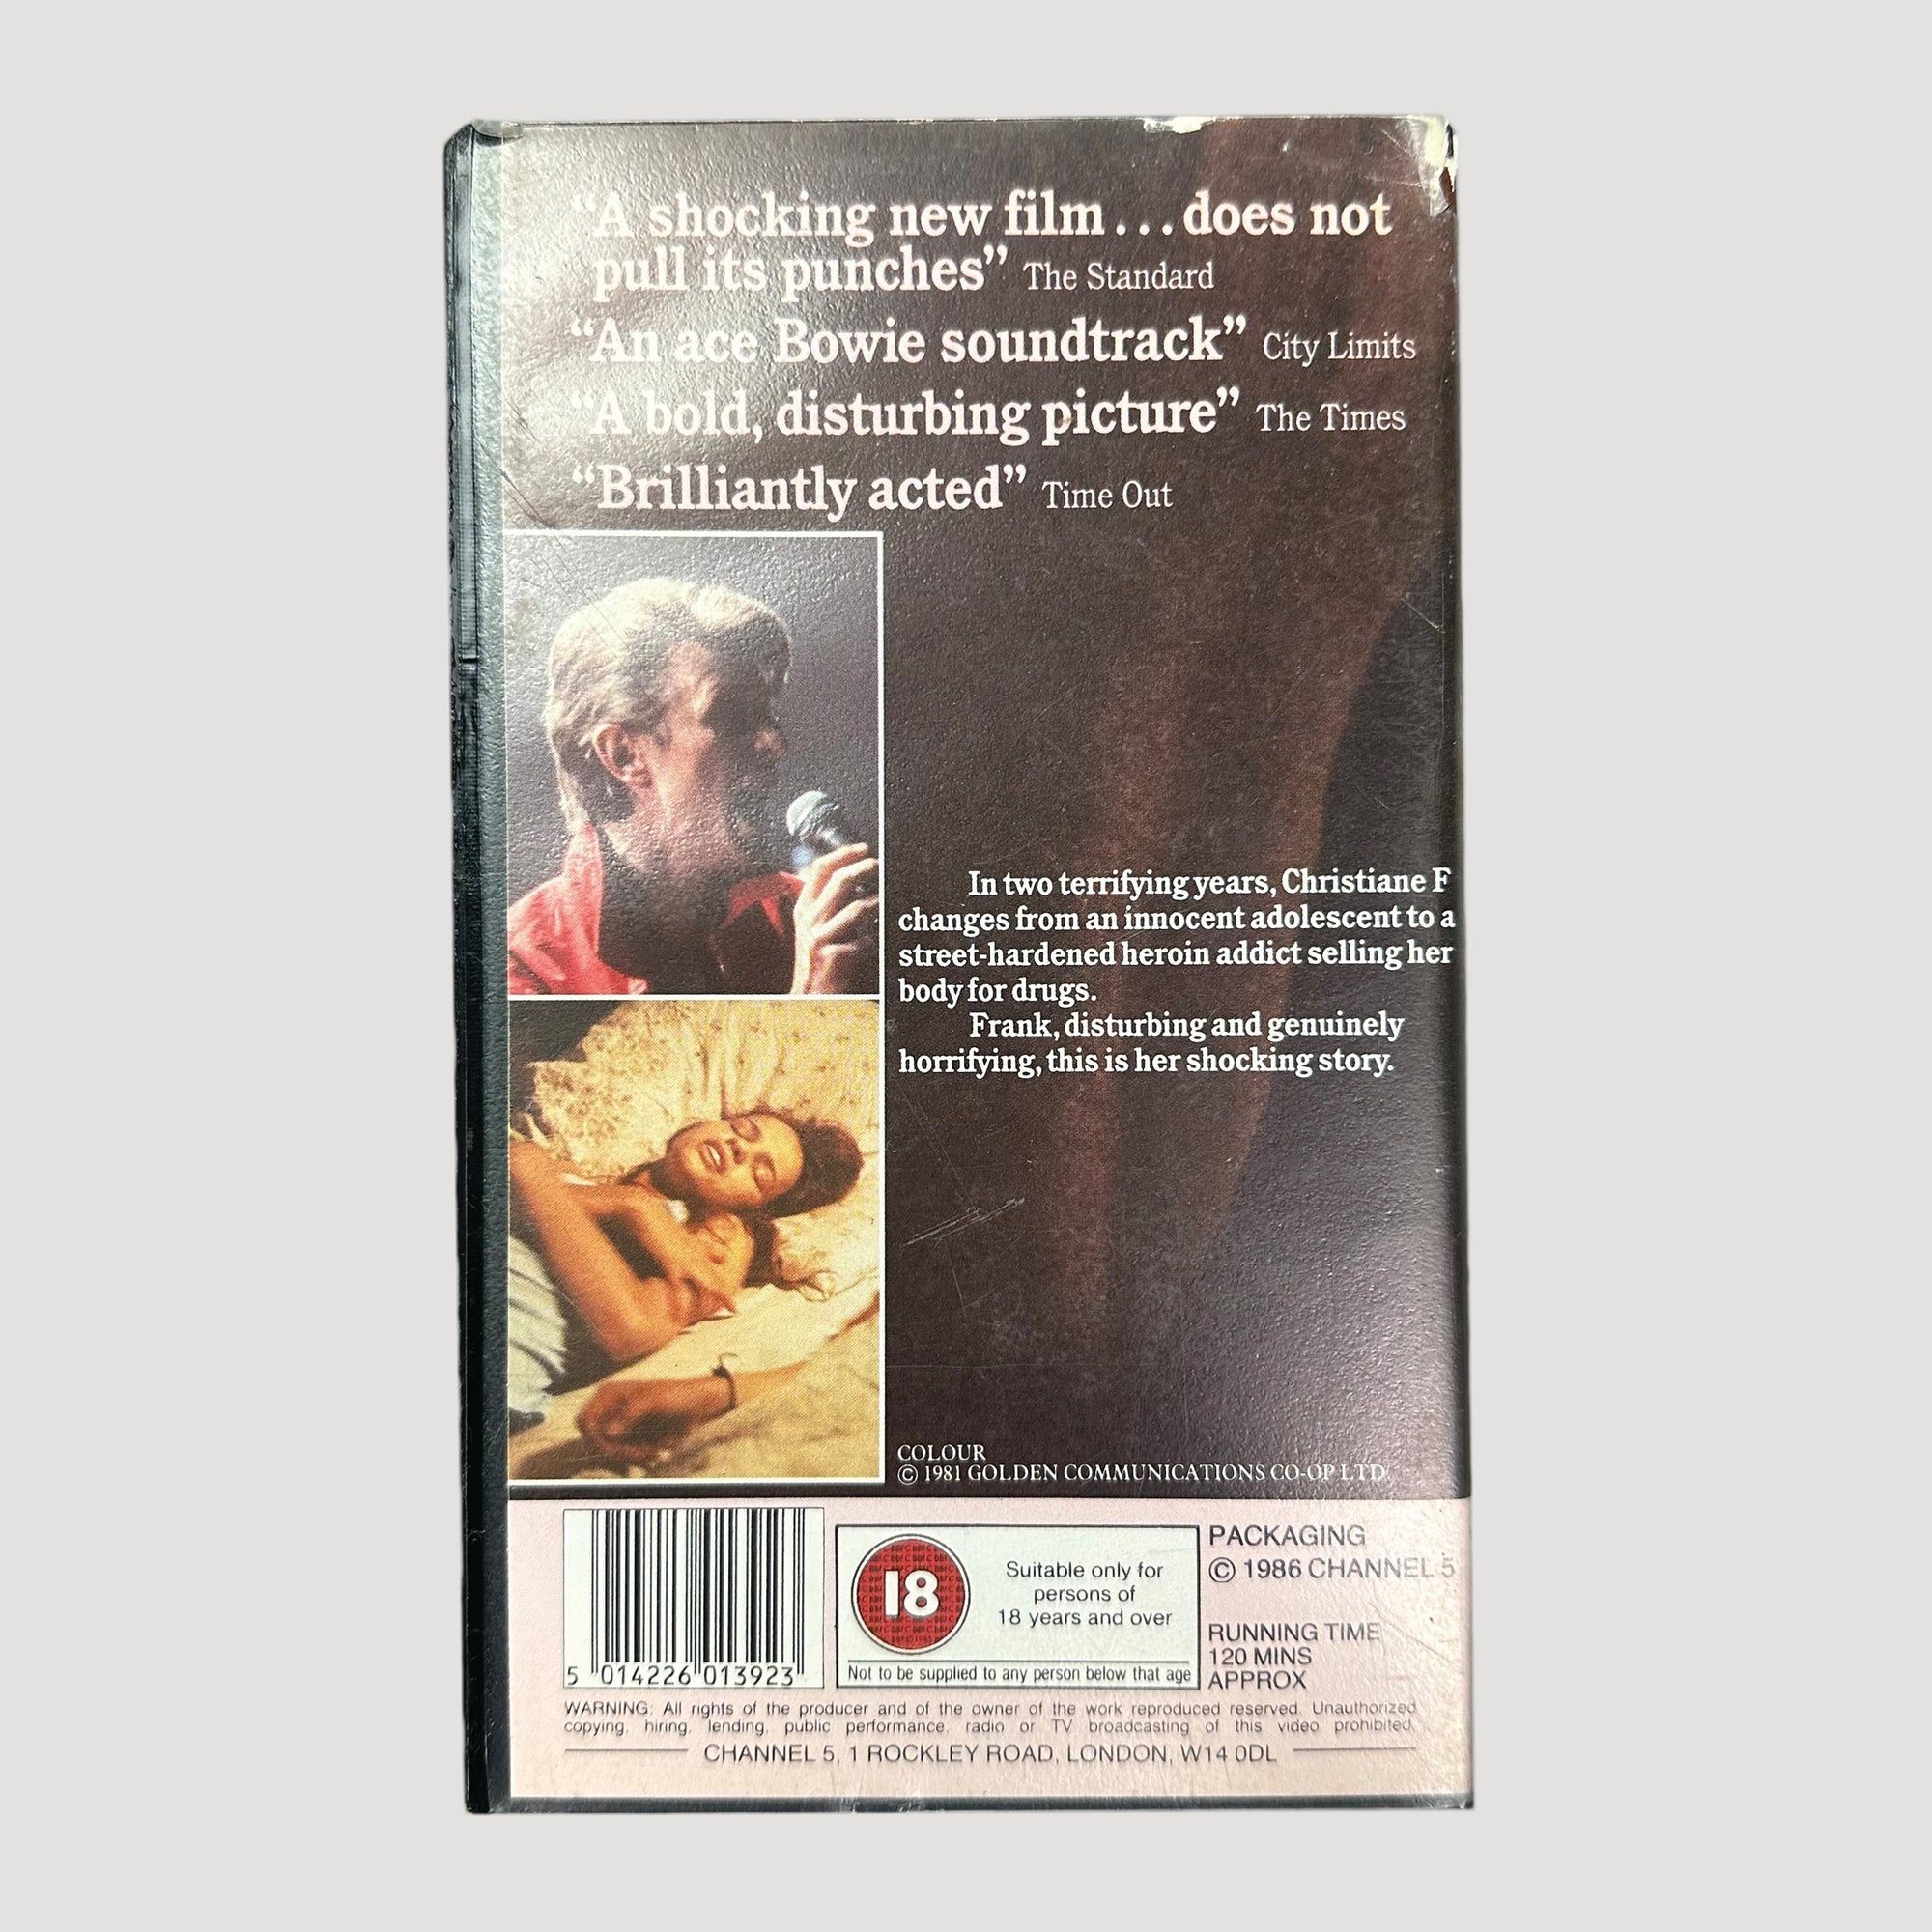 “A shocking new film...does not
pull its punches” The Standard
“An ace Bowie soundtrack” City Limits
“A bold, disturbing picture” The Times
“Brilliantly acted” Time Out
In two terrifying years, Christiane F
changes from an innocent adolescent to a
street-hardened heroin addict selling her
body for drugs.
Frank, disturbing and genuinely
horrifying, this is her shocking story.
COLOUR
© 1981 GOLDEN COMMUNICATIONS CO-OP LTD.
5 014226 013923
18
Suitable only for
persons of
18 years and over
Not to be supplied to any person below that age
PACKAGING
© 1986 CHANNEL 5
RUNNING TIME
120 MINS
APPROX
WARNING: All rights of the producer and of the owner of the work reproduced reserved. Unauthorized
copying, hiring, lending, public performance, radio or TV broadcasting of this video prohibited.
CHANNEL 5, 1 ROCKLEY ROAD, LONDON, W14 0DL